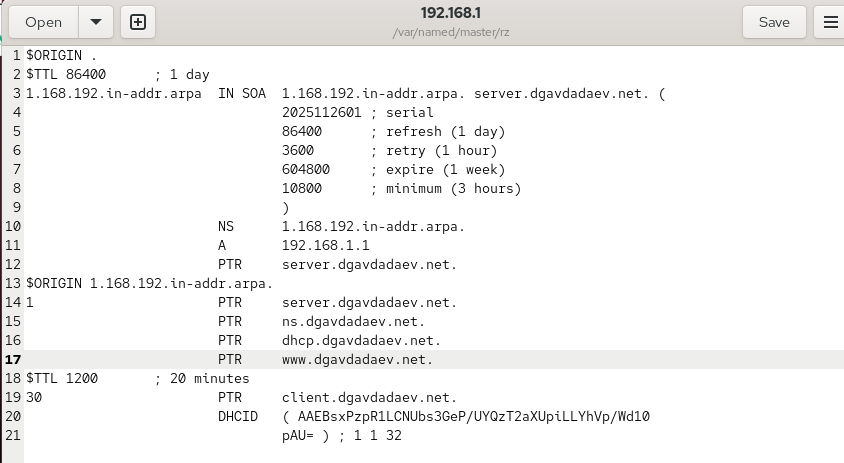 Open
192.168.1
/var/named/master/rz
Save
1 $ORIGIN .
2 $TTL 86400      ; 1 day
3 1.168.192.in-addr.arpa  IN SOA  1.168.192.in-addr.arpa. server.dgavdadaev.net. (
4                                 2025112601 ; serial
5                                 86400      ; refresh (1 day)
6                                 3600       ; retry (1 hour)
7                                 604800     ; expire (1 week)
8                                 10800      ; minimum (3 hours)
9                                 )
10                         NS      1.168.192.in-addr.arpa.
11                         A       192.168.1.1
12                         PTR     server.dgavdadaev.net.
13 $ORIGIN 1.168.192.in-addr.arpa.
14 1                       PTR     server.dgavdadaev.net.
15                         PTR     ns.dgavdadaev.net.
16                         PTR     dhcp.dgavdadaev.net.
17                         PTR     www.dgavdadaev.net.
18 $TTL 1200       ; 20 minutes
19 30                      PTR     client.dgavdadaev.net.
20                         DHCID   ( AAEBsxPzpR1LCNUbs3GeP/UYQzT2aXUpiLLYhVp/Wd10
21                                 pAU= ) ; 1 1 32